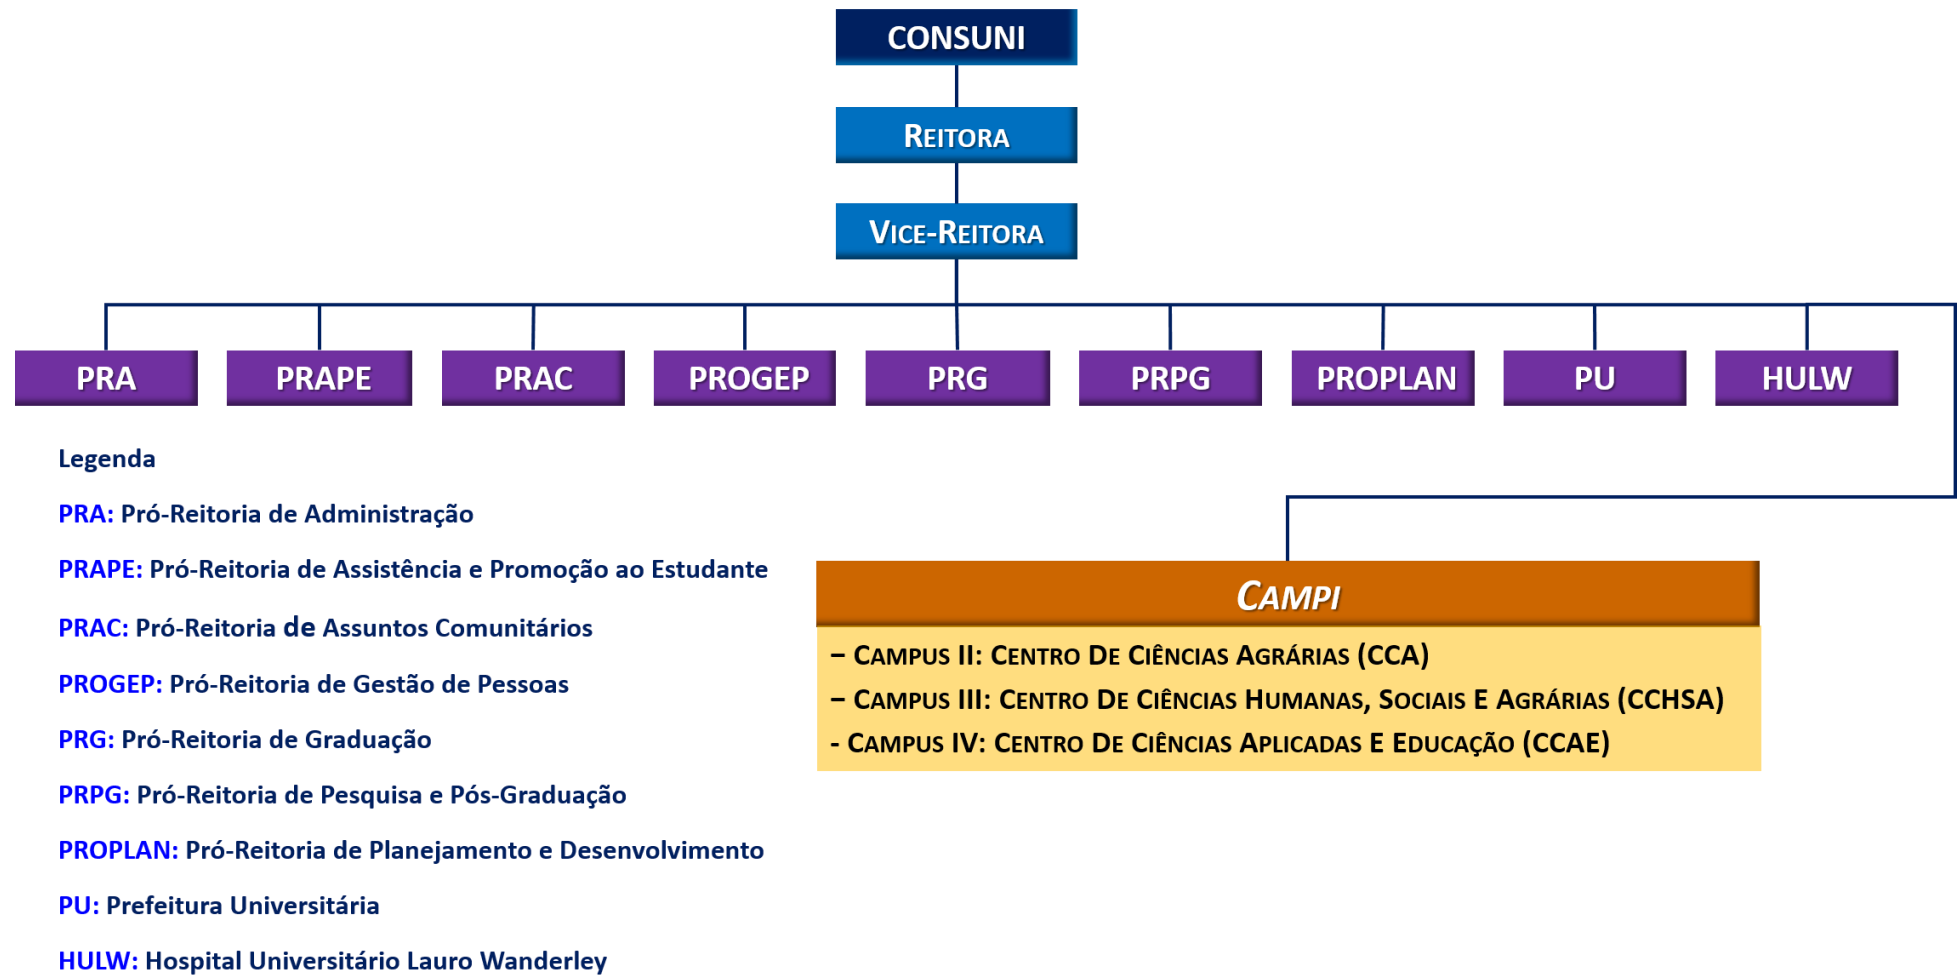 CONSUNI
REITORA
VICE-REITORA
PRA PRAPE PRAC PROGEP PRG PRPG PROPLAN PU HULW
Legenda
PRA: Pró-Reitoria de Administração
PRAPE: Pró-Reitoria de Assistência e Promoção ao Estudante
PRAC: Pró-Reitoria de Assuntos Comunitários
PROGEP: Pró-Reitoria de Gestão de Pessoas
PRG: Pró-Reitoria de Graduação
PRPG: Pró-Reitoria de Pesquisa e Pós-Graduação
PROPLAN: Pró-Reitoria de Planejamento e Desenvolvimento
PU: Prefeitura Universitária
HULW: Hospital Universitário Lauro Wanderley
CAMPI
– CAMPUS II: CENTRO DE CIÊNCIAS AGRÁRIAS (CCA)
– CAMPUS III: CENTRO DE CIÊNCIAS HUMANAS, SOCIAIS E AGRÁRIAS (CCHSA)
- CAMPUS IV: CENTRO DE CIÊNCIAS APLICADAS E EDUCAÇÃO (CCAE)